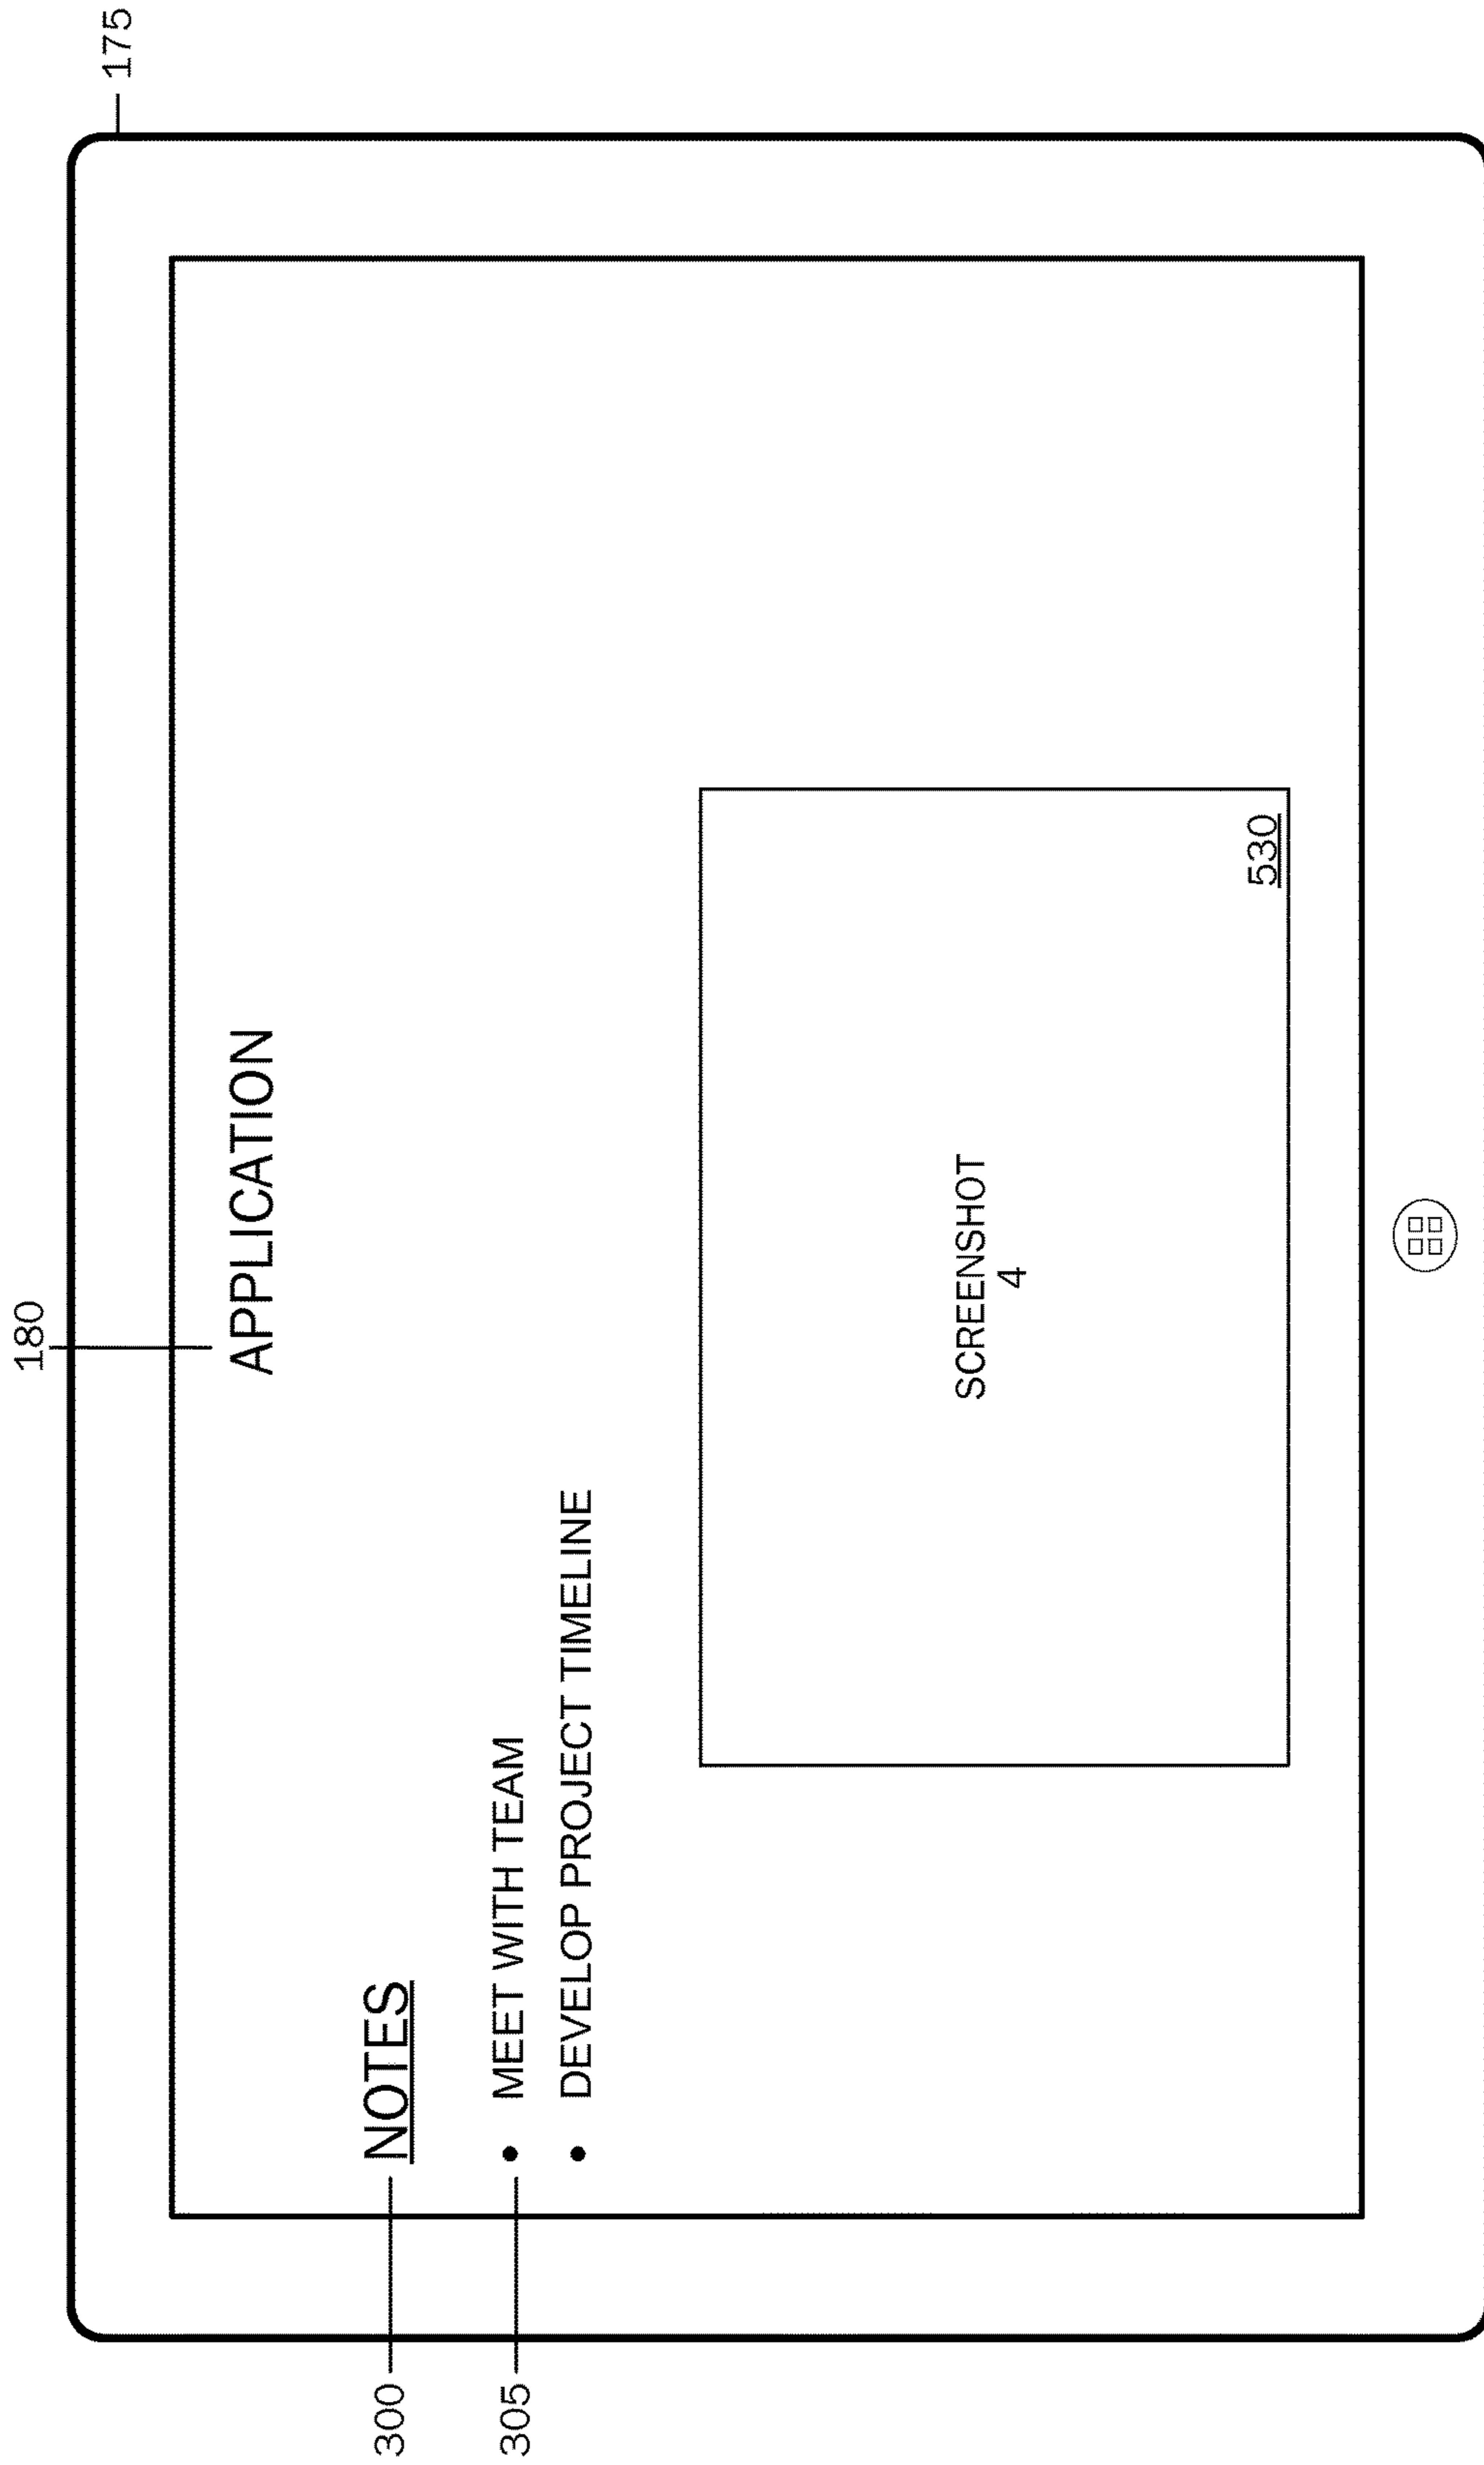 180
175
APPLICATION
300
NOTES
305
• MEET WITH TEAM
• DEVELOP PROJECT TIMELINE
SCREENSHOT
4
530